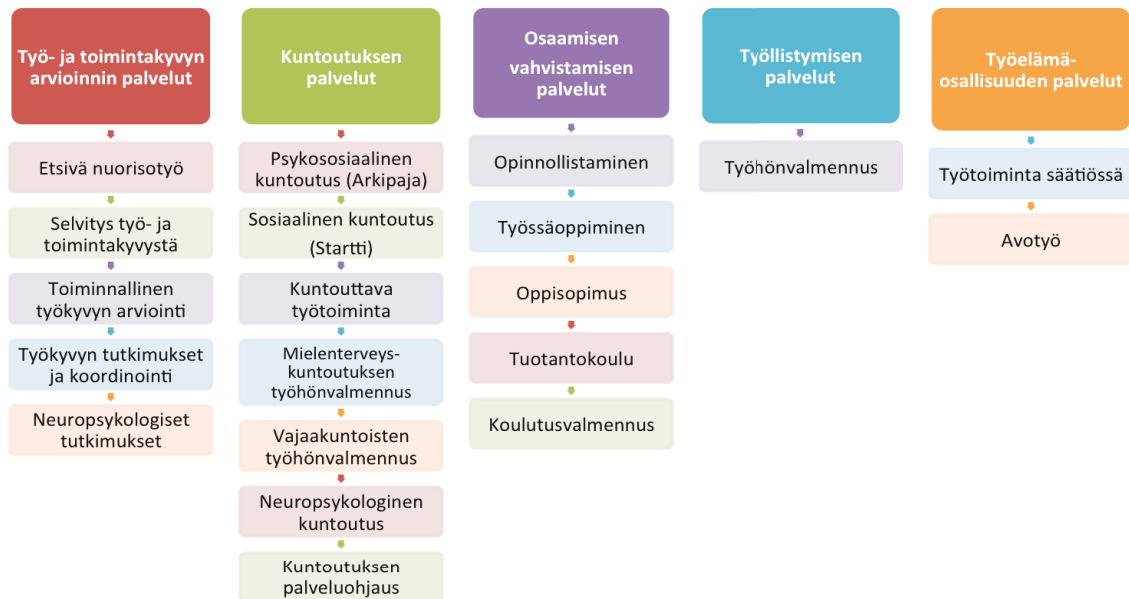 Työ- ja toimintakyvyn
arvioinnin palvelut
Etsivä nuorisotyö
Selvitys työ- ja
toimintakyvystä
Toiminnallinen
työkyvyn arviointi
Työkyvyn tutkimukset
ja koordinointi
Neuropsykologiset
tutkimukset
Kuntoutuksen
palvelut
Psykososiaalinen
kuntoutus (Arkipaja)
Sosiaalinen kuntoutus
(Startti)
Kuntouttava
työtoiminta
Mielenterveys-
kuntoutuksen
työhönvalmennus
Vajaakuntoisten
työhönvalmennus
Neuropsykologinen
kuntoutus
Kuntoutuksen
palveluohjaus
Osaamisen
vahvistamisen
palvelut
Opinnollistaminen
Työssäoppiminen
Oppisopimus
Tuotantokoulu
Koulutusvalmennus
Työllistymisen
palvelut
Työhönvalmennus
Työelämä-
osallisuuden palvelut
Työtoiminta säätiössä
Avotyö